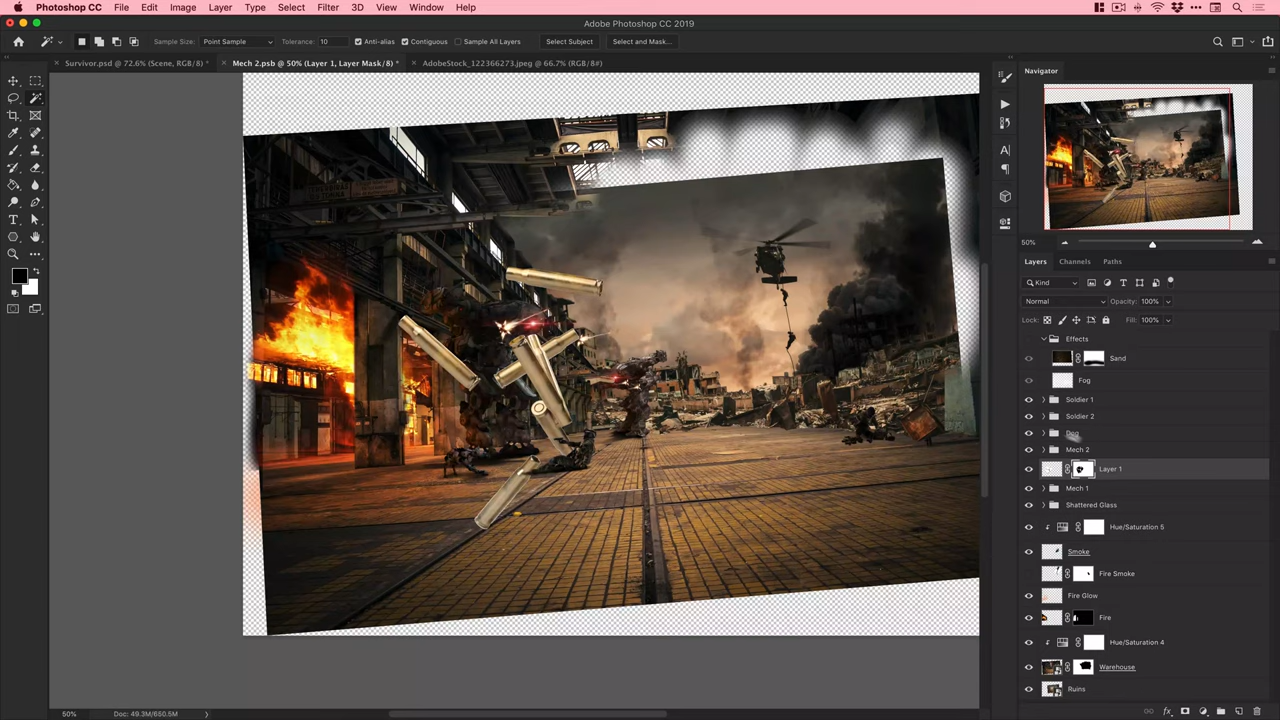 Photoshop CC File Edit Image Layer Type Select Filter 3D View Window Help
Adobe Photoshop CC 2019
Sample Size: Point Sample Tolerance: 10 Anti-alias Contiguous Sample All Layers Select Subject Select and Mask...
Survivor.psd @ 72.6% (Scene, RGB/8) * Mech 2.psb @ 50% (Layer 1, Layer Mask/8) * AdobeStock_122366273.jpeg @ 66.7% (RGB/8#)
Navigator
50%
Layers Channels Paths
Kind
Normal Opacity: 100%
Lock: Fill: 100%
Effects
Sand
Fog
Soldier 1
Soldier 2
Dog
Mech 2
Layer 1
Mech 1
Shattered Glass
Hue/Saturation 5
Smoke
Fire Smoke
Fire Glow
Fire
Hue/Saturation 4
Warehouse
Ruins
50% Doc: 49.3M/650.5M